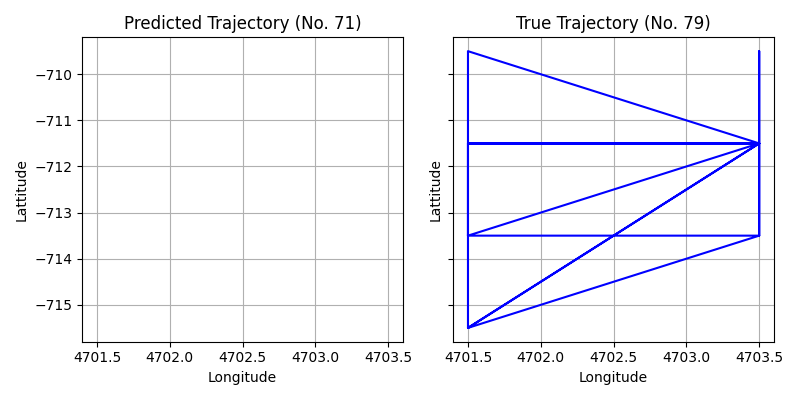 Predicted Trajectory (No. 71)
−710
−711
−712
−713
−714
−715
Lattitude
4701.5 4702.0 4702.5 4703.0 4703.5
Longitude
True Trajectory (No. 79)
Lattitude
4701.5 4702.0 4702.5 4703.0 4703.5
Longitude